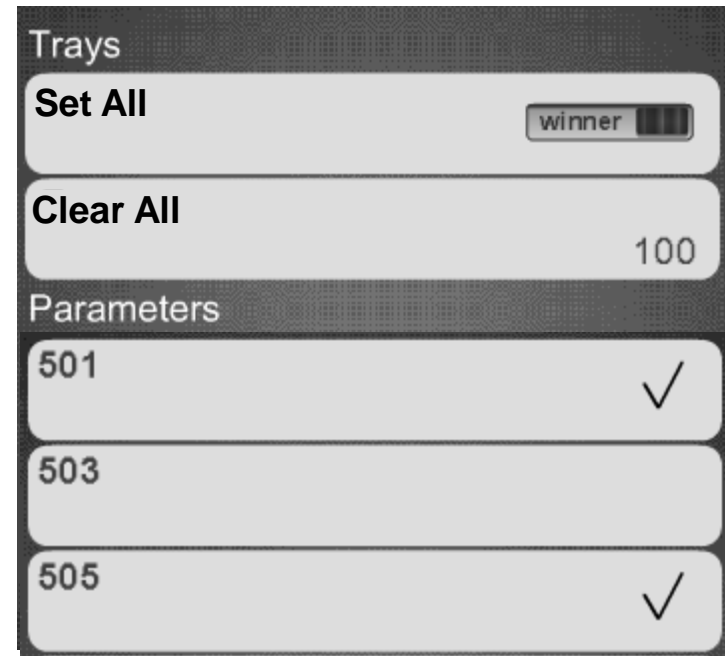 Trays
Set All
winner
Clear All
100
Parameters
501
503
505